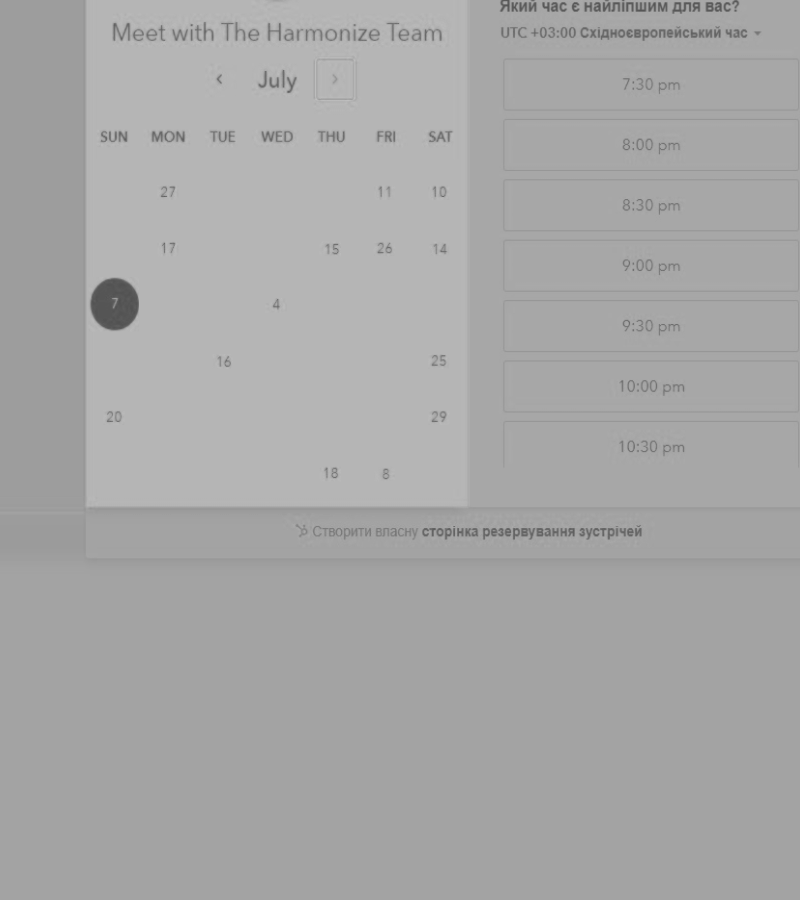 Meet with The Harmonize Team
‹ July ›
SUN MON TUE WED THU FRI SAT
27 11 10
17 15 26 14
7 4
16 25
20 29
18 8
Який час є найліпшим для вас?
UTC +03:00 Східноєвропейський час
7:30 pm
8:00 pm
8:30 pm
9:00 pm
9:30 pm
10:00 pm
10:30 pm
Створити власну сторінка резервування зустрічей